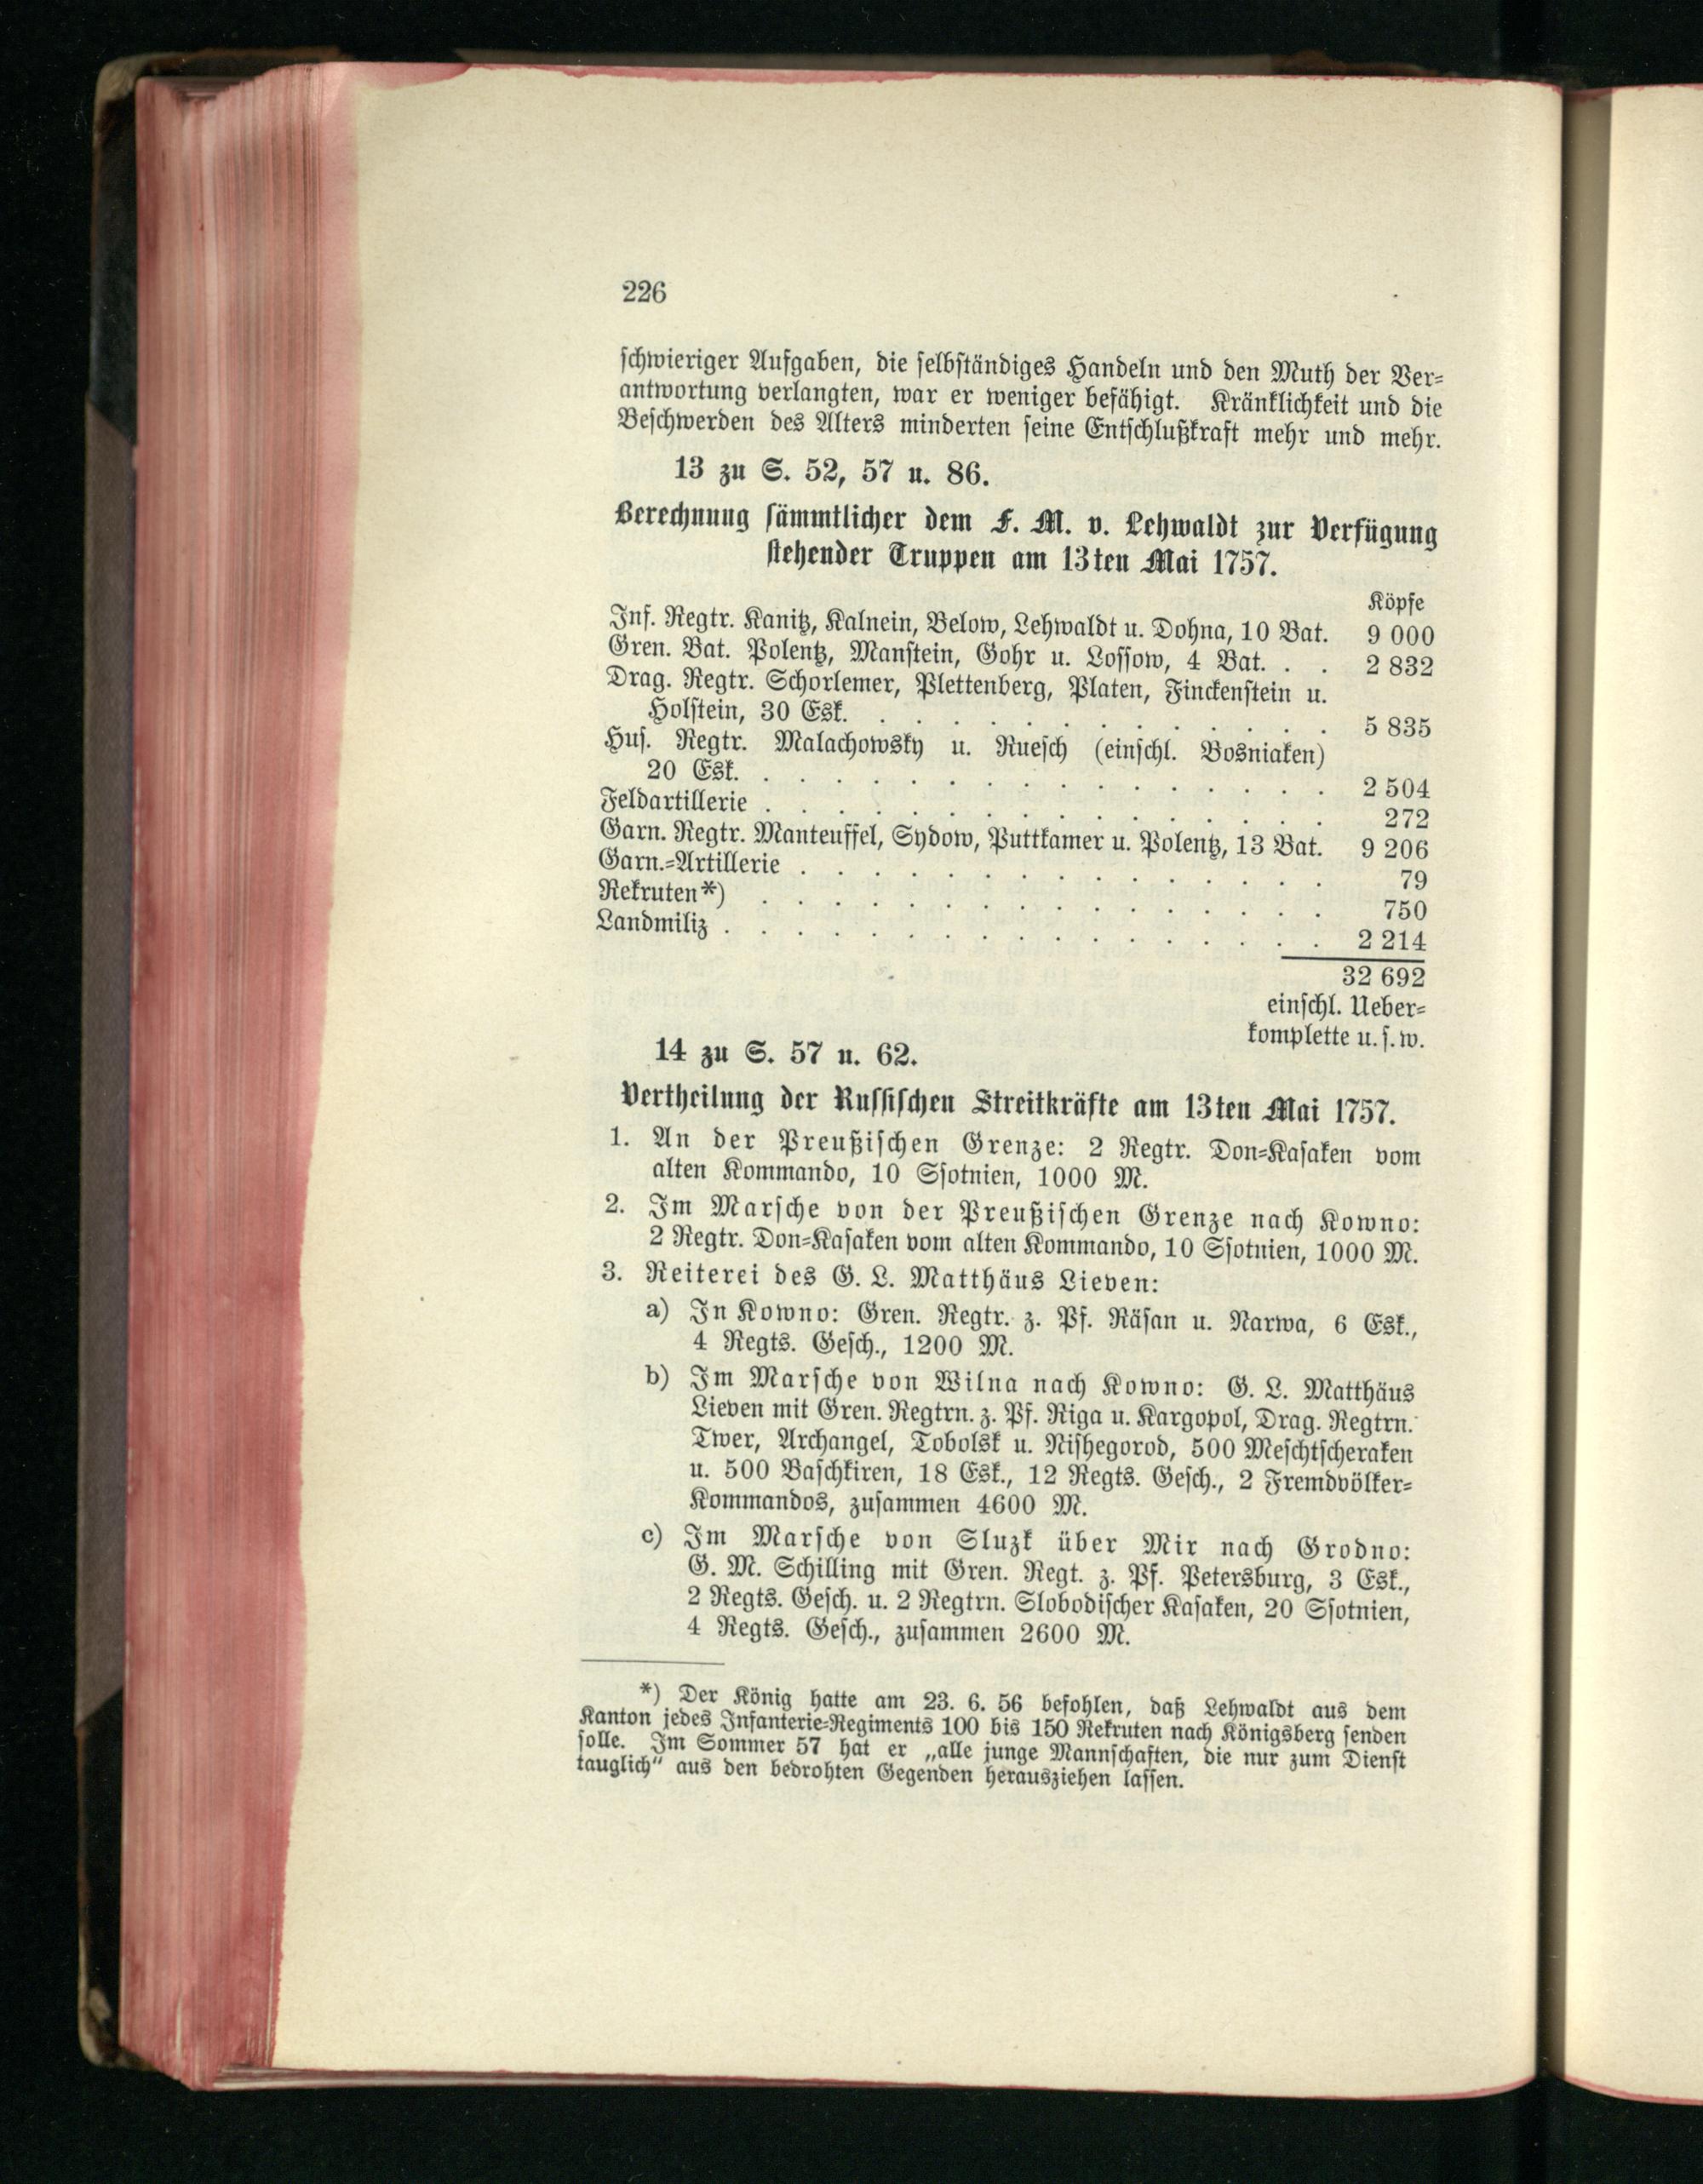 226
schwieriger Aufgaben, die selbständiges Handeln und den Muth der Ver=
antwortung verlangten, war er weniger befähigt. Kränklichkeit und die
Beschwerden des Alters minderten seine Entschlußkraft mehr und mehr.
13 zu S. 52, 57 u. 86.
Berechnung sämmtlicher dem F. M. v. Lehwaldt zur Verfügung
stehender Truppen am 13ten Mai 1757.
Köpfe
Inf. Regtr. Kanitz, Kalnein, Below, Lehwaldt u. Dohna, 10 Bat. 9 000
Gren. Bat. Polentz, Manstein, Gohr u. Lossow, 4 Bat. . . 2 832
Drag. Regtr. Schorlemer, Plettenberg, Platen, Finckenstein u.
Holstein, 30 Esk. . . . . . . . . . . . . . 5 835
Hus. Regtr. Malachowsky u. Ruesch (einschl. Bosniaken)
20 Esk. . . . . . . . . . . . . . . . . 2 504
Feldartillerie . . . . . . . . . . . . . . . . 272
Garn. Regtr. Manteuffel, Sydow, Puttkamer u. Polentz, 13 Bat. 9 206
Garn.=Artillerie . . . . . . . . . . . . . . . 79
Rekruten*) . . . . . . . . . . . . . . . . 750
Landmiliz . . . . . . . . . . . . . . . . . 2 214
32 692
einschl. Ueber=
komplette u. s. w.
14 zu S. 57 u. 62.
Vertheilung der Russischen Streitkräfte am 13ten Mai 1757.
1. An der Preußischen Grenze: 2 Regtr. Don=Kasaken vom
alten Kommando, 10 Ssotnien, 1000 M.
2. Im Marsche von der Preußischen Grenze nach Kowno:
2 Regtr. Don=Kasaken vom alten Kommando, 10 Ssotnien, 1000 M.
3. Reiterei des G. L. Matthäus Lieven:
a) In Kowno: Gren. Regtr. z. Pf. Räsan u. Narwa, 6 Esk.,
4 Regts. Gesch., 1200 M.
b) Im Marsche von Wilna nach Kowno: G. L. Matthäus
Lieven mit Gren. Regtrn. z. Pf. Riga u. Kargopol, Drag. Regtrn.
Twer, Archangel, Tobolsk u. Nishegorod, 500 Meschtscheraken
u. 500 Baschkiren, 18 Esk., 12 Regts. Gesch., 2 Fremdvölker=
Kommandos, zusammen 4600 M.
c) Im Marsche von Sluzk über Mir nach Grodno:
G. M. Schilling mit Gren. Regt. z. Pf. Petersburg, 3 Esk.,
2 Regts. Gesch. u. 2 Regtrn. Slobodischer Kasaken, 20 Ssotnien,
4 Regts. Gesch., zusammen 2600 M.
*) Der König hatte am 23. 6. 56 befohlen, daß Lehwaldt aus dem
Kanton jedes Infanterie=Regiments 100 bis 150 Rekruten nach Königsberg senden
solle. Im Sommer 57 hat er „alle junge Mannschaften, die nur zum Dienst
tauglich" aus den bedrohten Gegenden herausziehen lassen.